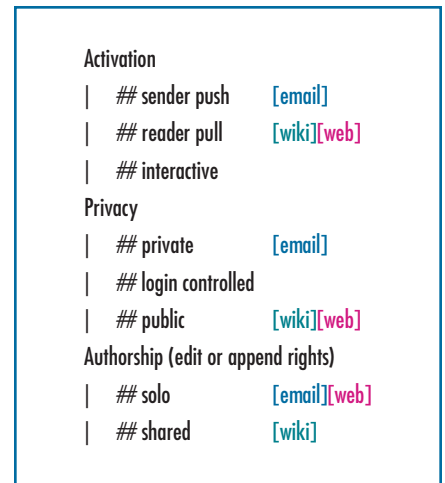 Activation
| ## sender push [email]
| ## reader pull [wiki][web]
| ## interactive
Privacy
| ## private [email]
| ## login controlled
| ## public [wiki][web]
Authorship (edit or append rights)
| ## solo [email][web]
| ## shared [wiki]